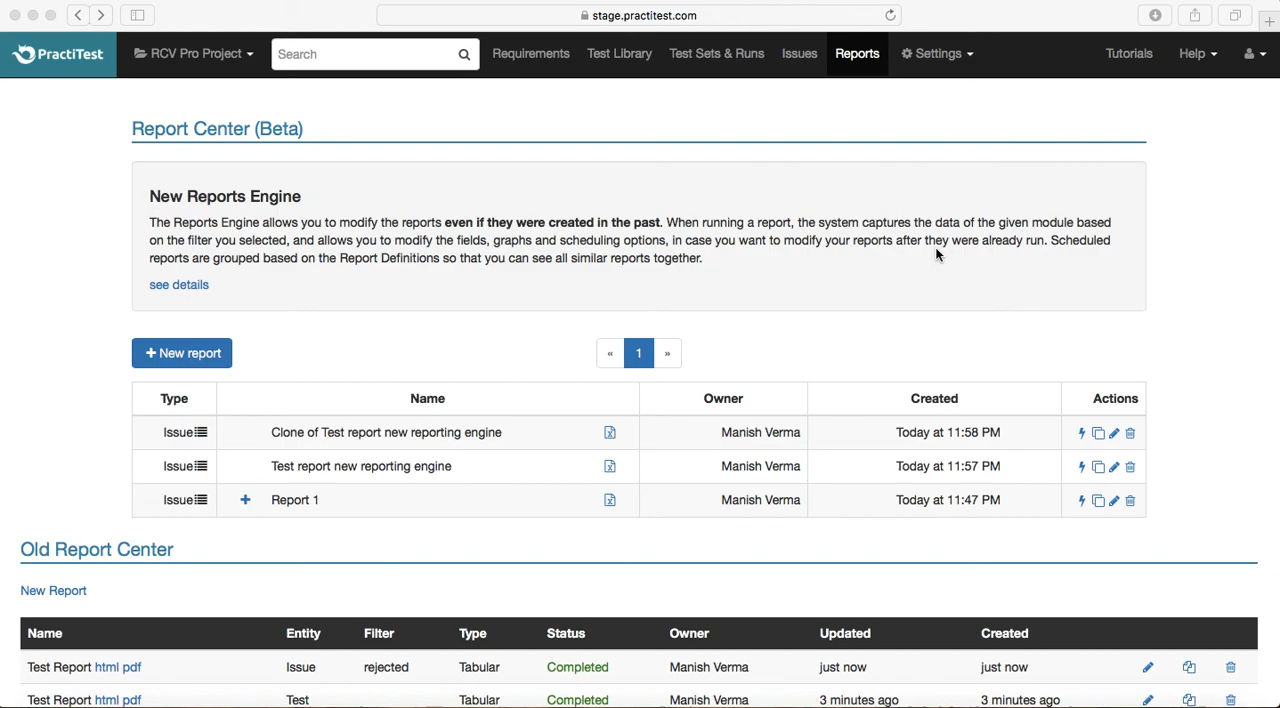 stage.practitest.com
PractiTest RCV Pro Project Search Requirements Test Library Test Sets & Runs Issues Reports Settings Tutorials Help
Report Center (Beta)
New Reports Engine
The Reports Engine allows you to modify the reports even if they were created in the past. When running a report, the system captures the data of the given module based
on the filter you selected, and allows you to modify the fields, graphs and scheduling options, in case you want to modify your reports after they were already run. Scheduled
reports are grouped based on the Report Definitions so that you can see all similar reports together.
see details
+ New report « 1 »
Type Name Owner Created Actions
Issue Clone of Test report new reporting engine Manish Verma Today at 11:58 PM
Issue Test report new reporting engine Manish Verma Today at 11:57 PM
Issue + Report 1 Manish Verma Today at 11:47 PM
Old Report Center
New Report
Name Entity Filter Type Status Owner Updated Created
Test Report html pdf Issue rejected Tabular Completed Manish Verma just now just now
Test Report html pdf Test Tabular Completed Manish Verma 3 minutes ago 3 minutes ago